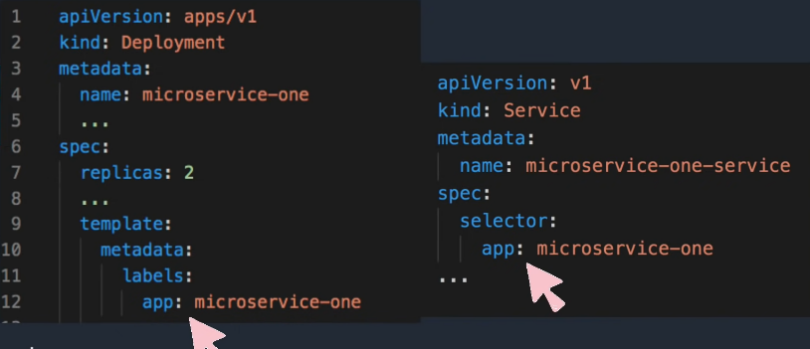 1 apiVersion: apps/v1
2 kind: Deployment
3 metadata:
4 name: microservice-one
5 ...
6 spec:
7 replicas: 2
8 ...
9 template:
10 metadata:
11 labels:
12 app: microservice-one
apiVersion: v1
kind: Service
metadata:
name: microservice-one-service
spec:
selector:
app: microservice-one
...